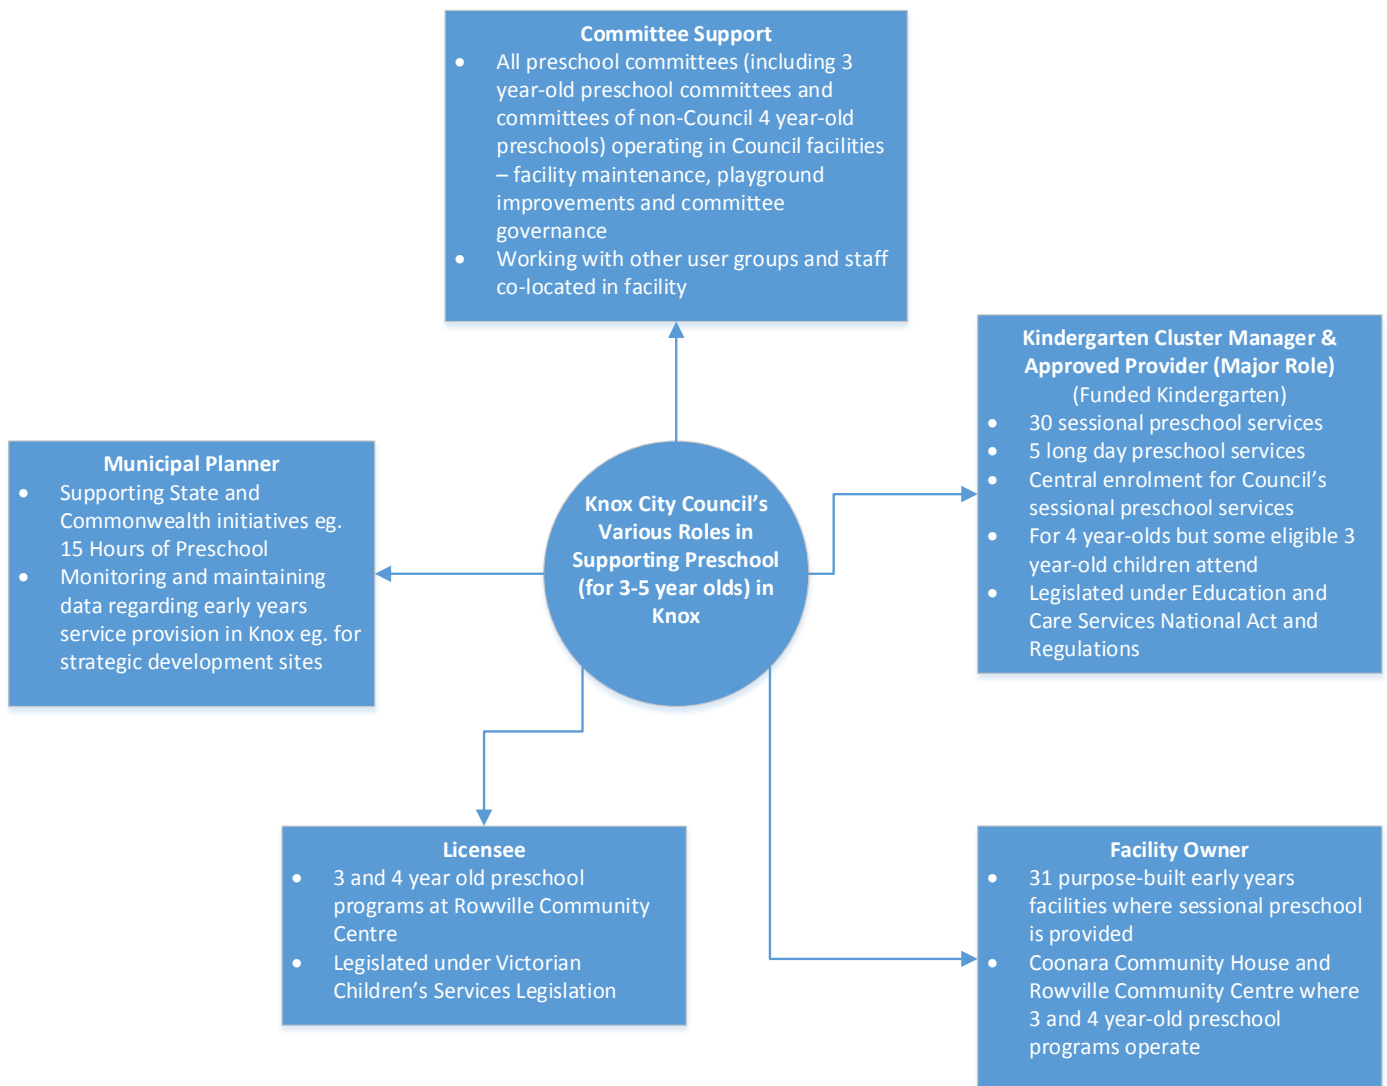 Committee Support
• All preschool committees (including 3
year-old preschool committees and
committees of non-Council 4 year-old
preschools) operating in Council facilities
– facility maintenance, playground
improvements and committee
governance
• Working with other user groups and staff
co-located in facility
Kindergarten Cluster Manager &
Approved Provider (Major Role)
(Funded Kindergarten)
• 30 sessional preschool services
• 5 long day preschool services
• Central enrolment for Council’s
sessional preschool services
• For 4 year-olds but some eligible 3
year-old children attend
• Legislated under Education and
Care Services National Act and
Regulations
Municipal Planner
• Supporting State and
Commonwealth initiatives eg.
15 Hours of Preschool
• Monitoring and maintaining
data regarding early years
service provision in Knox eg. for
strategic development sites
Knox City Council’s
Various Roles in
Supporting Preschool
(for 3-5 year olds) in
Knox
Licensee
• 3 and 4 year old preschool
programs at Rowville Community
Centre
• Legislated under Victorian
Children’s Services Legislation
Facility Owner
• 31 purpose-built early years
facilities where sessional preschool
is provided
• Coonara Community House and
Rowville Community Centre where
3 and 4 year-old preschool
programs operate